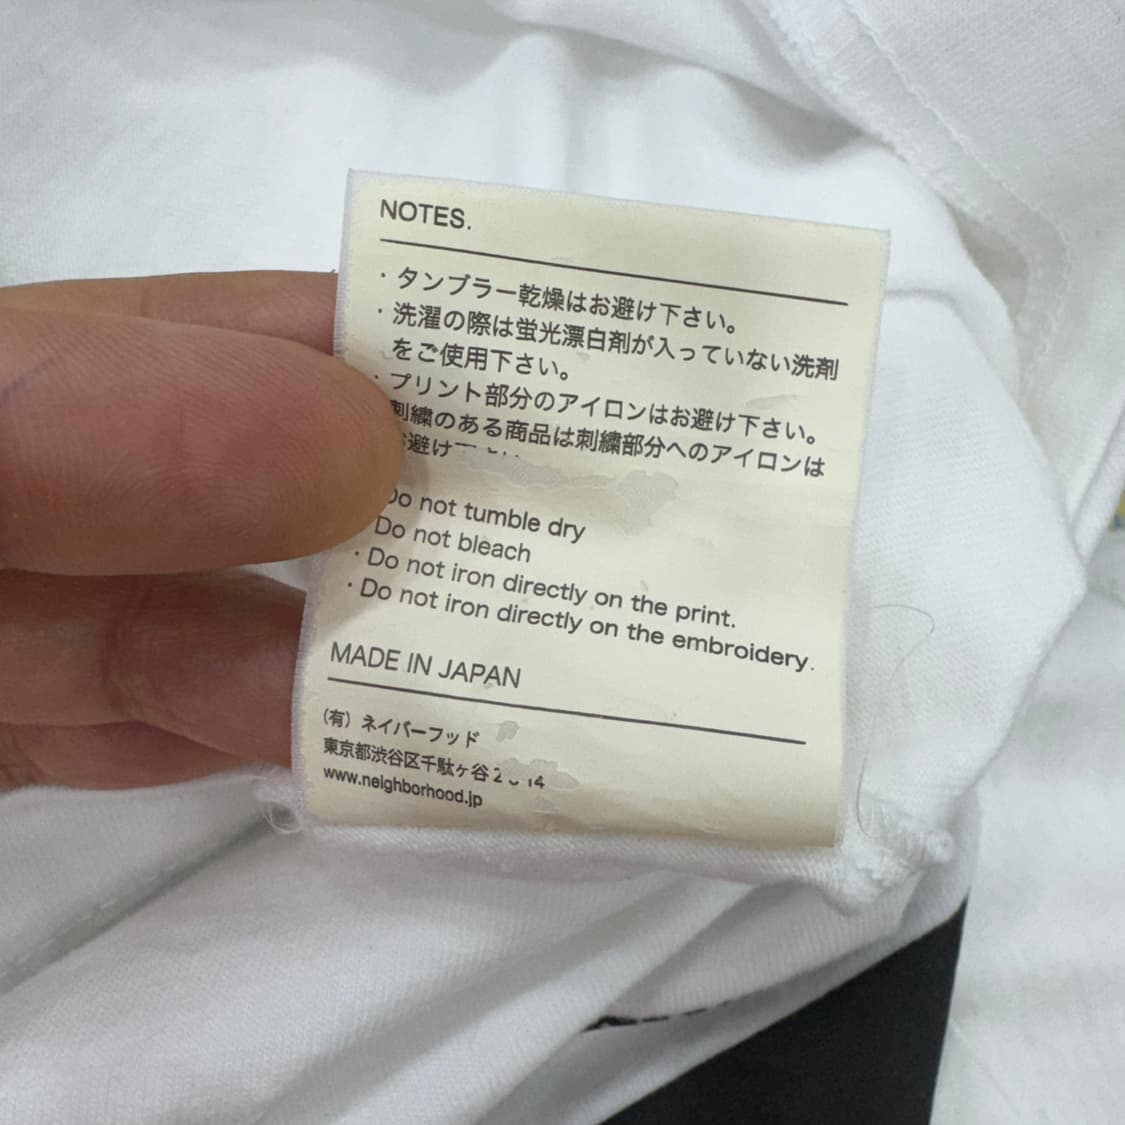 NOTES.
・タンブラー乾燥はお避け下さい。
・洗濯の際は蛍光漂白剤が入っていない洗剤
をご使用下さい。
・プリント部分のアイロンはお避け下さい。
刺繍のある商品は刺繍部分へのアイロンは
避け
Do not tumble dry
Do not bleach
・Do not iron directly on the print.
・Do not iron directly on the embroidery.
MADE IN JAPAN
(有) ネイバーフッド
東京都渋谷区千駄ヶ谷
www.neighborhood.jp